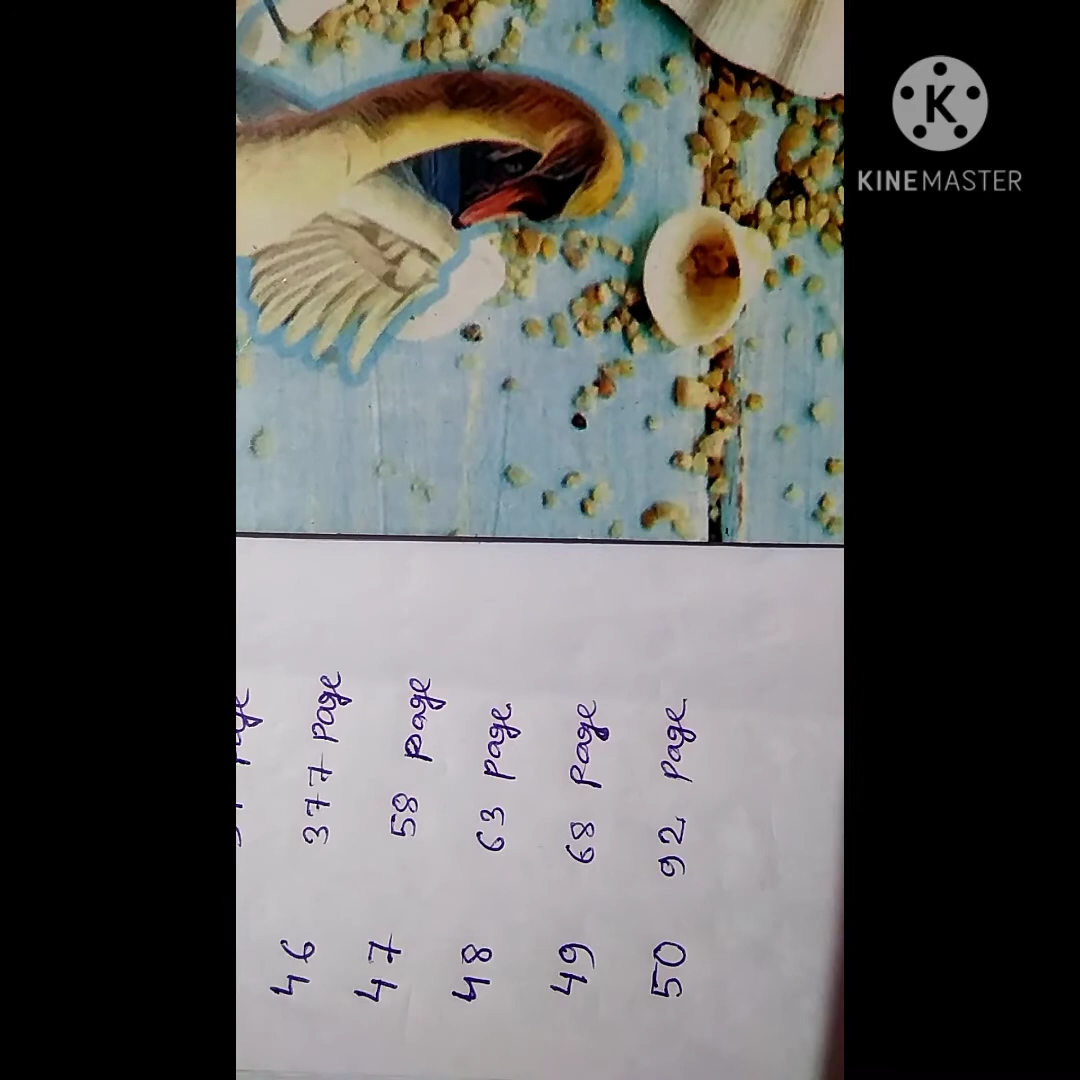 46 377 Page
47 58 Page
48 63 Page
49 68 Page
50 92 Page
KINEMASTER